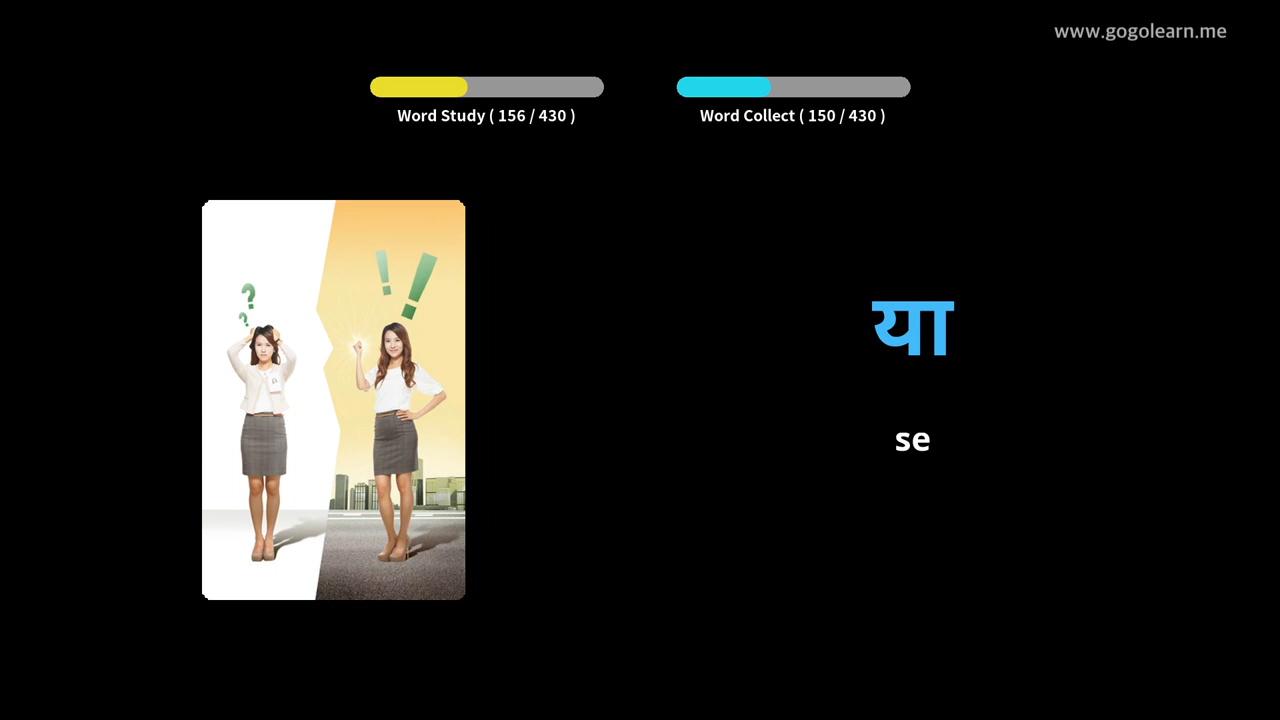 www.gogolearn.me
Word Study ( 156 / 430 )
Word Collect ( 150 / 430 )
?
?
! !
या
se